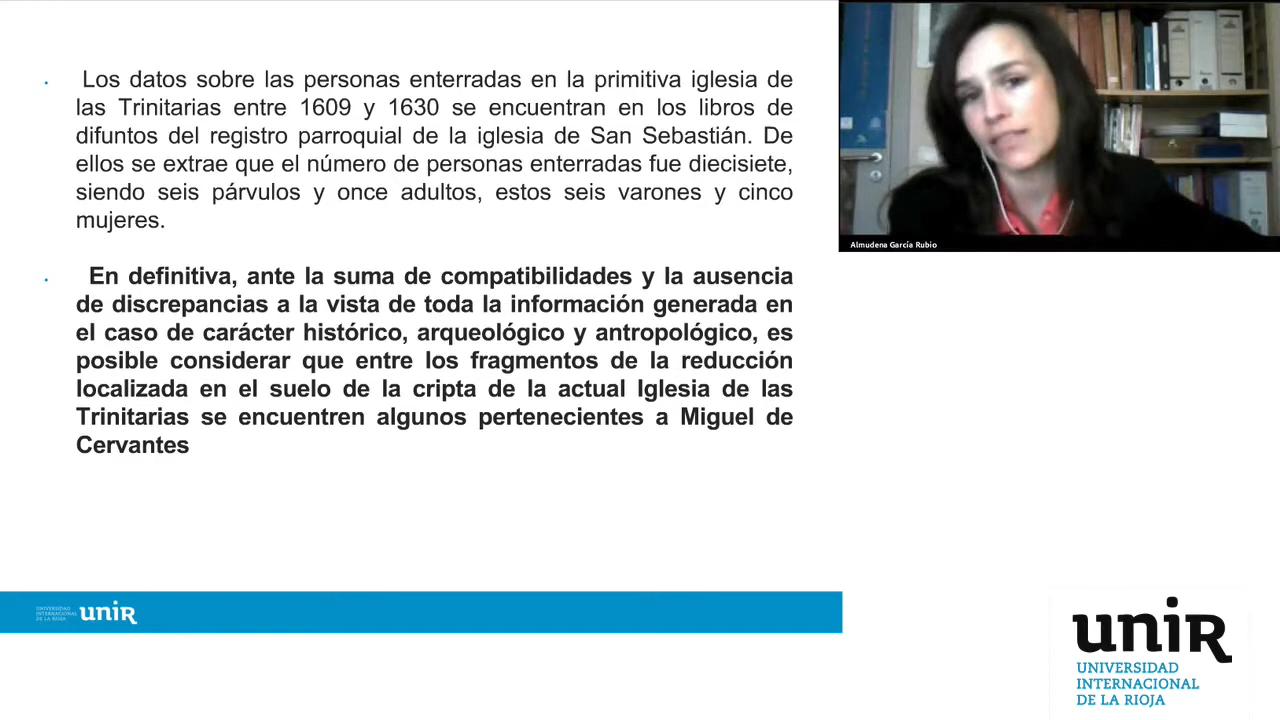 Los datos sobre las personas enterradas en la primitiva iglesia de
las Trinitarias entre 1609 y 1630 se encuentran en los libros de
difuntos del registro parroquial de la iglesia de San Sebastián. De
ellos se extrae que el número de personas enterradas fue diecisiete,
siendo seis párvulos y once adultos, estos seis varones y cinco
mujeres.
En definitiva, ante la suma de compatibilidades y la ausencia
de discrepancias a la vista de toda la información generada en
el caso de carácter histórico, arqueológico y antropológico, es
posible considerar que entre los fragmentos de la reducción
localizada en el suelo de la cripta de la actual Iglesia de las
Trinitarias se encuentren algunos pertenecientes a Miguel de
Cervantes
Almudena García Rubio
UNIVERSIDAD
INTERNACIONAL
DE LA RIOJA
unir
unir
UNIVERSIDAD
INTERNACIONAL
DE LA RIOJA